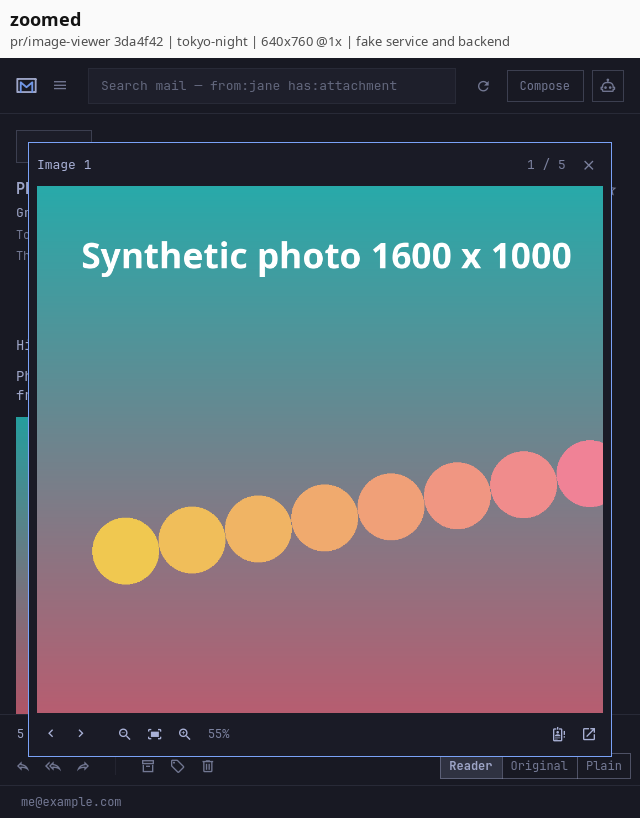 zoomed
pr/image-viewer 3da4f42 | tokyo-night | 640x760 @1x | fake service and backend
Search mail — from:jane has:attachment
Compose
Image 1
1 / 5
Synthetic photo 1600 x 1000
55%
5
Reader
Original
Plain
me@example.com